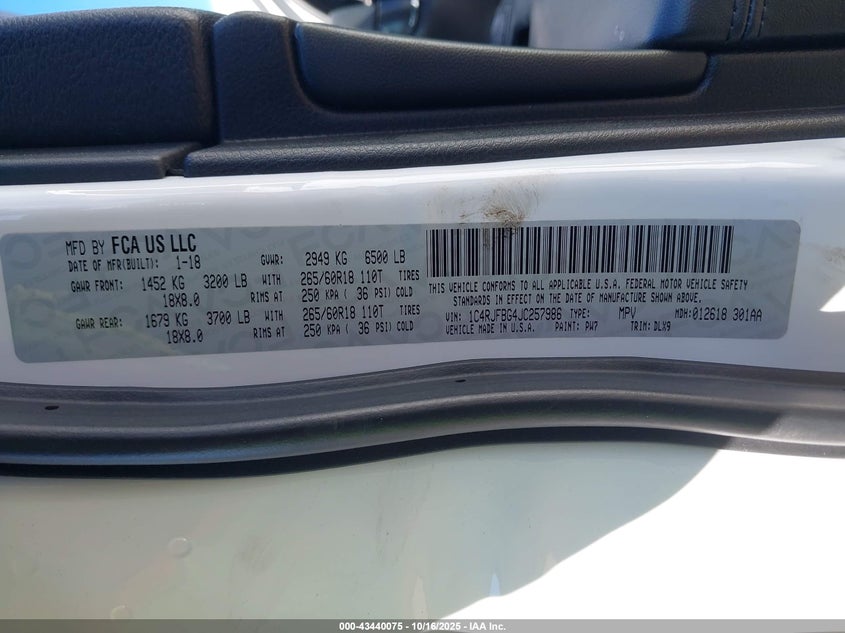 MFD BY FCA US LLC
DATE OF MFR(BUILT): 1-18 GVWR: 2949 KG 6500 LB
GAWR FRONT: 1452 KG 3200 LB WITH 265/60R18 110T TIRES
18X8.0 RIMS AT 250 KPA ( 36 PSI) COLD
GAWR REAR: 1679 KG 3700 LB WITH 265/60R18 110T TIRES
18X8.0 RIMS AT 250 KPA ( 36 PSI) COLD
THIS VEHICLE CONFORMS TO ALL APPLICABLE U.S.A. FEDERAL MOTOR VEHICLE SAFETY
STANDARDS IN EFFECT ON THE DATE OF MANUFACTURE SHOWN ABOVE.
VIN: 1C4RJFBG4JC257986 TYPE: MPV MDH:012618 301AA
VEHICLE MADE IN U.S.A. PAINT: PW7 TRIM: DLX9
000-43440075 - 10/16/2025 - Copyright © 2025 IAA, Inc. All Rights Reserved.